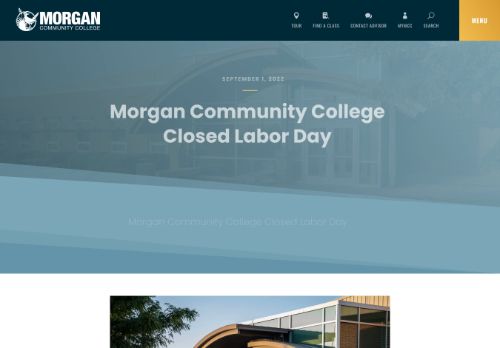 MORGAN
COMMUNITY COLLEGE
TOUR
FIND A CLASS
CONTACT ADVISOR
MYMCC
SEARCH
MENU
SEPTEMBER 1, 2022
Morgan Community College
Closed Labor Day
Morgan Community College Closed Labor Day